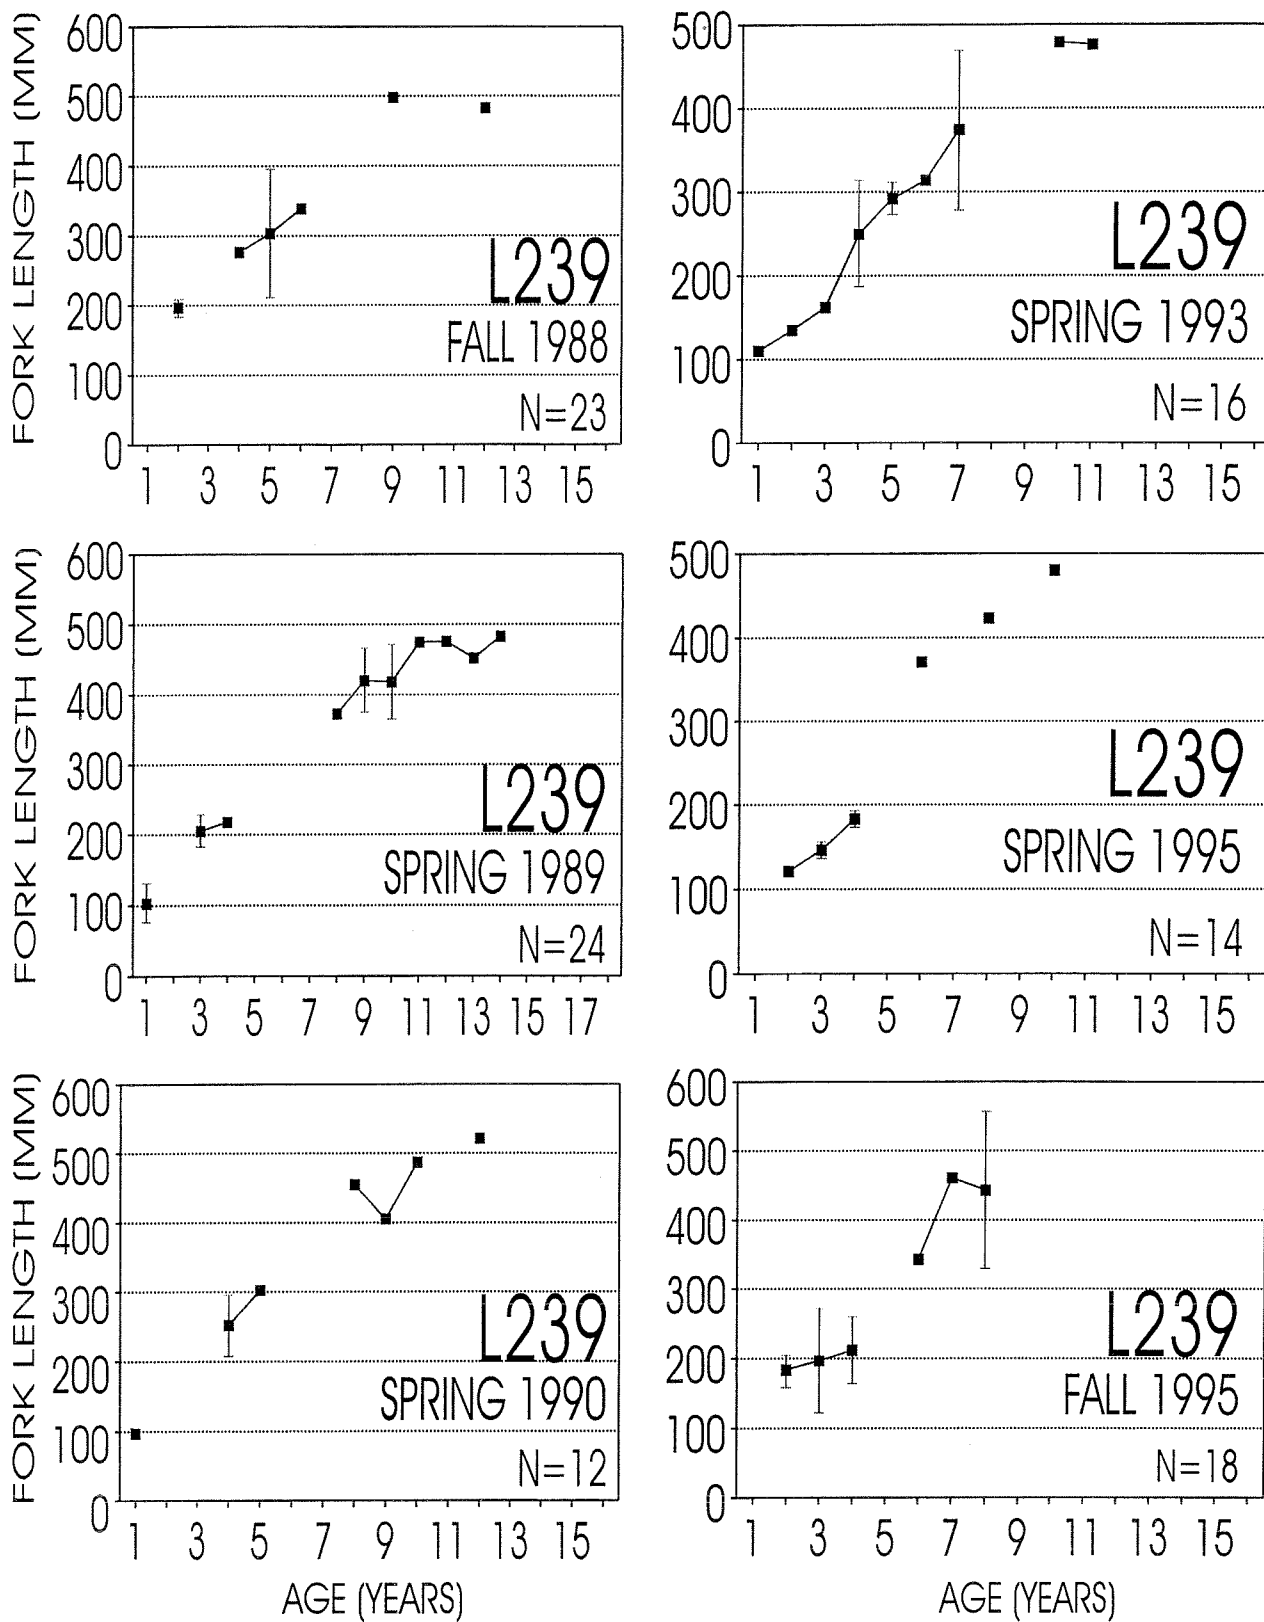 FORK LENGTH (MM)
600
500
400
300
200
100
0
1 3 5 7 9 11 13 15
L239
FALL 1988
N=23
500
400
300
200
100
0
1 3 5 7 9 11 13 15
L239
SPRING 1993
N=16
FORK LENGTH (MM)
600
500
400
300
200
100
0
1 3 5 7 9 11 13 15 17
L239
SPRING 1989
N=24
500
400
300
200
100
0
1 3 5 7 9 11 13 15
L239
SPRING 1995
N=14
FORK LENGTH (MM)
600
500
400
300
200
100
0
1 3 5 7 9 11 13 15
L239
SPRING 1990
N=12
AGE (YEARS)
600
500
400
300
200
100
0
1 3 5 7 9 11 13 15
L239
FALL 1995
N=18
AGE (YEARS)